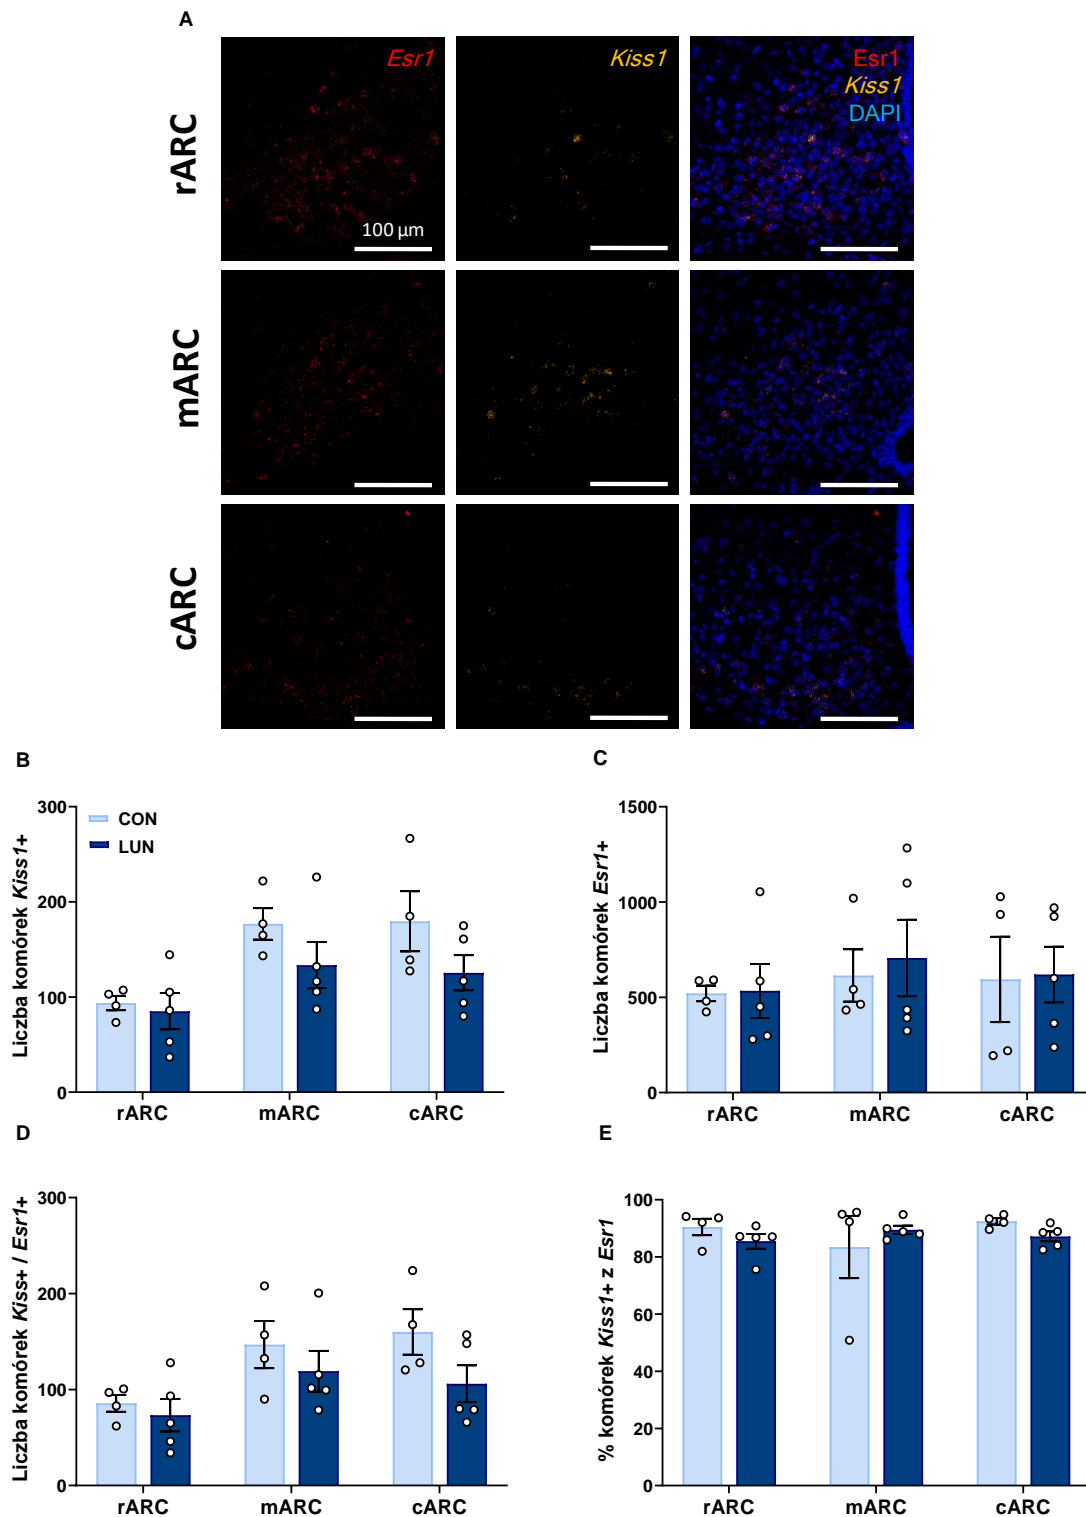 A
Esr1
Kiss1
Esr1
Kiss1
DAPI
rARC
100 µm
mARC
cARC
B
Liczba komórek Kiss1+
300
200
100
0
CON
LUN
rARC
mARC
cARC
C
Liczba komórek Esr1+
1500
1000
500
0
rARC
mARC
cARC
D
Liczba komórek Kiss+ / Esr1+
300
200
100
0
rARC
mARC
cARC
E
% komórek Kiss1+ z Esr1
100
80
60
40
20
0
rARC
mARC
cARC